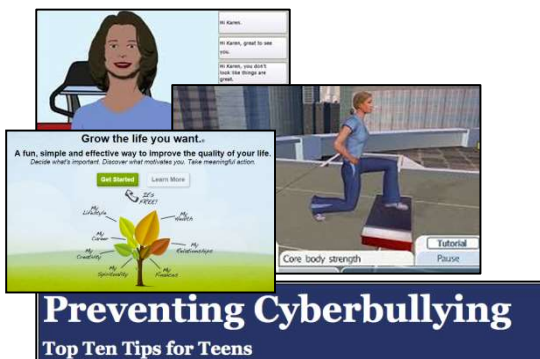 Hi Karen.
Hi Karen, great to see
you.
Hi Karen, you don't
look like things are
great.
Grow the life you want.
A fun, simple and effective way to improve the quality of your life.
Decide what's important. Discover what motivates you. Take meaningful action.
Get Started
Learn More
It's
FREE!
My
Lifestyle
My
Health
My
Career
My
Relationships
My
Creativity
My
Spirituality
My
Finances
Tutorial
Core body strength
Pause
Preventing Cyberbullying
Top Ten Tips for Teens